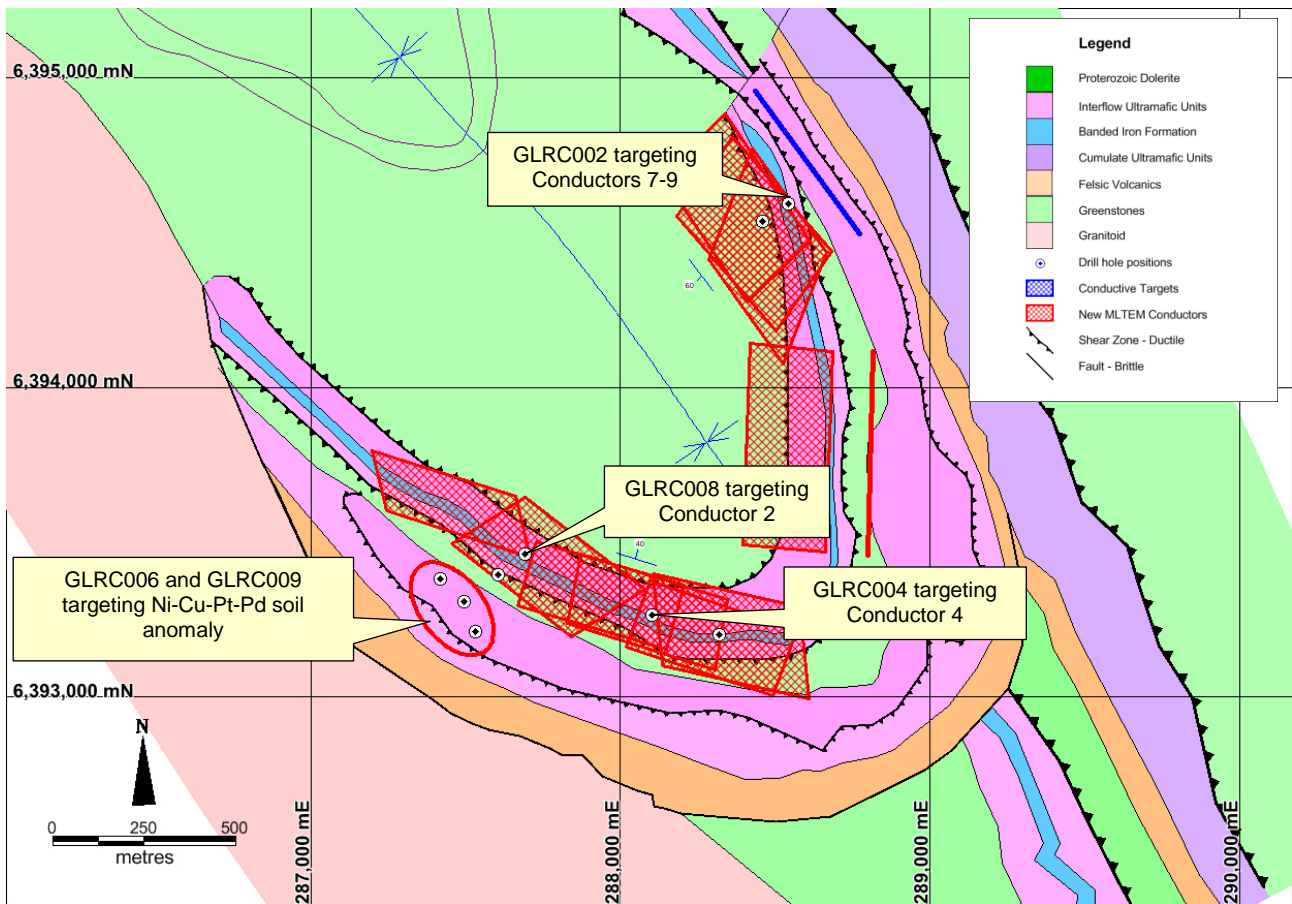 6,395,000 mN
GLRC002 targeting
Conductors 7-9
60
6,394,000 mN
GLRC008 targeting
Conductor 2
40
GLRC006 and GLRC009
targeting Ni-Cu-Pt-Pd soil
anomaly
GLRC004 targeting
Conductor 4
6,393,000 mN
N
0 250 500
metres
287,000 mE
288,000 mE
289,000 mE
290,000 mE
Legend
Proterozoic Dolerite
Interflow Ultramafic Units
Banded Iron Formation
Cumulate Ultramafic Units
Felsic Volcanics
Greenstones
Granitoid
Drill hole positions
Conductive Targets
New MLTEM Conductors
Shear Zone - Ductile
Fault - Brittle